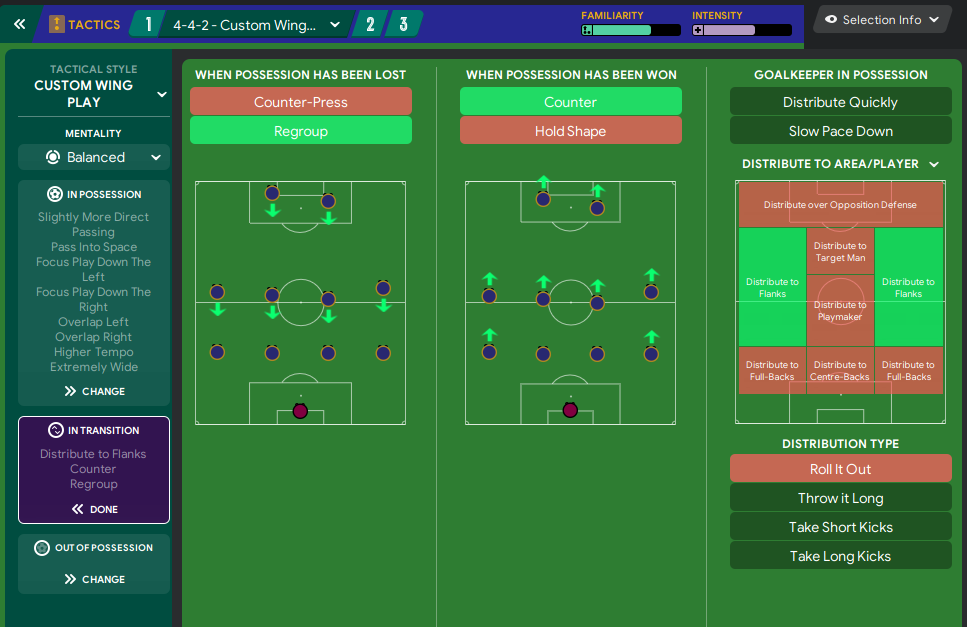 TACTICS
1
4-4-2 - Custom Wing...
2
3
FAMILIARITY
INTENSITY
Selection Info
TACTICAL STYLE
CUSTOM WING
PLAY
MENTALITY
Balanced
IN POSSESSION
Slightly More Direct
Passing
Pass Into Space
Focus Play Down The
Left
Focus Play Down The
Right
Overlap Left
Overlap Right
Higher Tempo
Extremely Wide
CHANGE
IN TRANSITION
Distribute to Flanks
Counter
Regroup
DONE
OUT OF POSSESSION
CHANGE
WHEN POSSESSION HAS BEEN LOST
Counter-Press
Regroup
WHEN POSSESSION HAS BEEN WON
Counter
Hold Shape
GOALKEEPER IN POSSESSION
Distribute Quickly
Slow Pace Down
DISTRIBUTE TO AREA/PLAYER
Distribute over Opposition Defense
Distribute to
Target Man
Distribute to
Flanks
Distribute to
Playmaker
Distribute to
Flanks
Distribute to
Full-Backs
Distribute to
Centre-Backs
Distribute to
Full-Backs
DISTRIBUTION TYPE
Roll It Out
Throw it Long
Take Short Kicks
Take Long Kicks